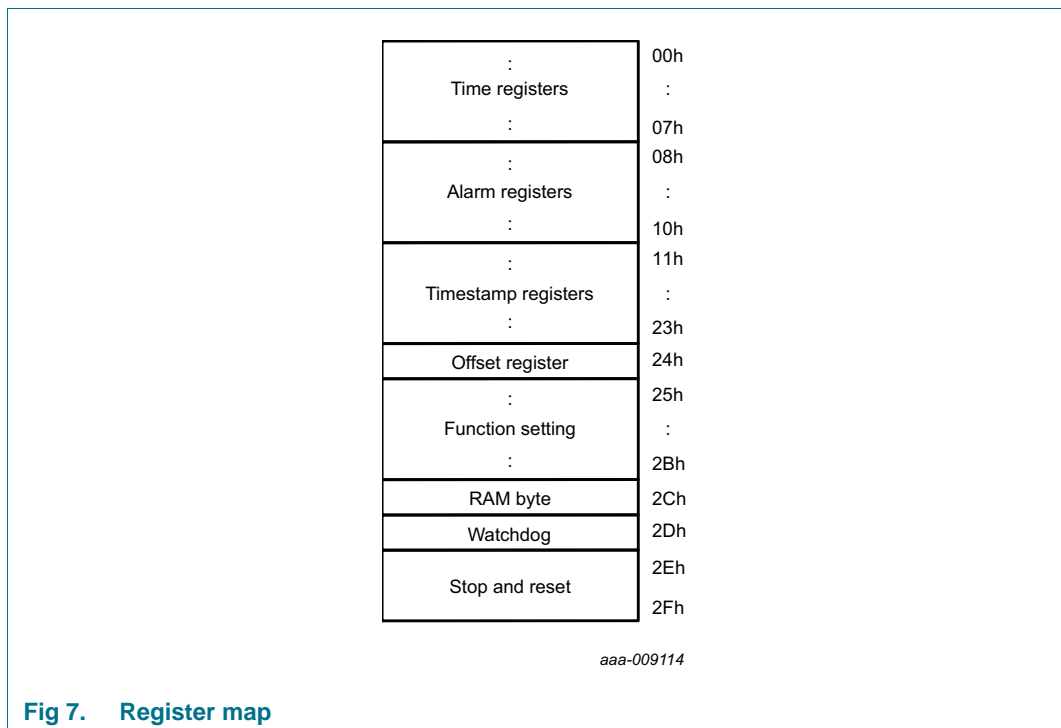 :
00h
Time registers
:
:
07h
:
08h
Alarm registers
:
:
10h
:
11h
Timestamp registers
:
:
23h
Offset register
24h
:
25h
Function setting
:
:
2Bh
RAM byte
2Ch
Watchdog
2Dh
2Eh
Stop and reset
2Fh
aaa-009114
Fig 7. Register map